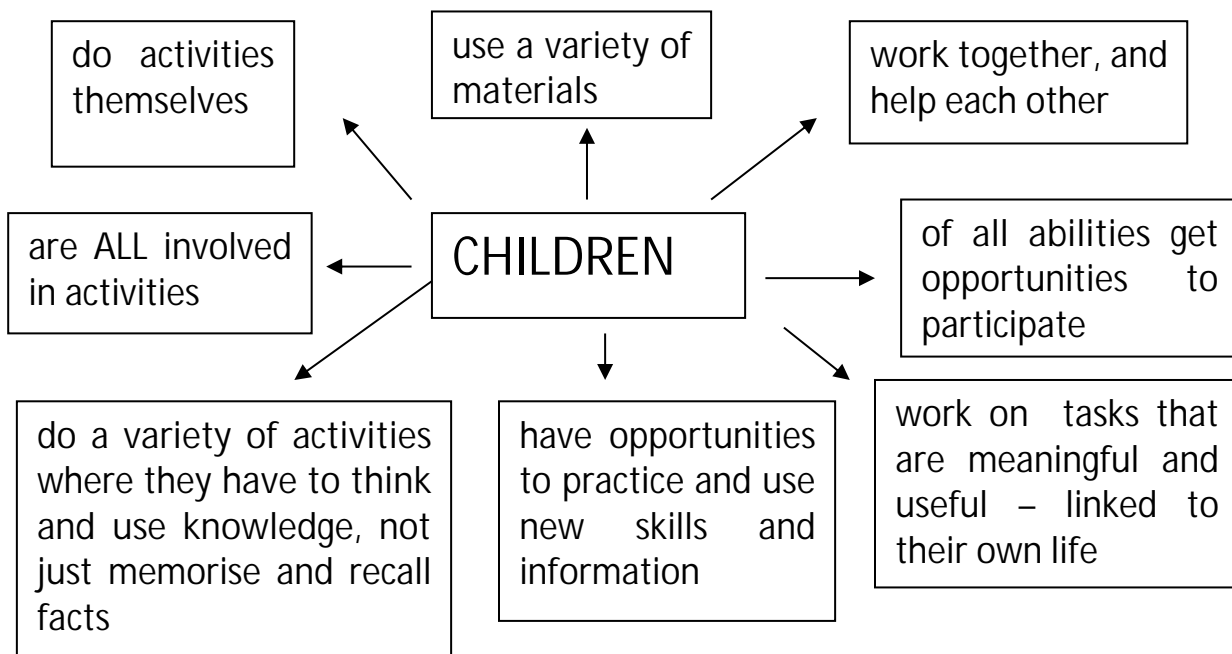 do activities
themselves
use a variety of
materials
work together, and
help each other
are ALL involved
in activities
CHILDREN
of all abilities get
opportunities to
participate
do a variety of activities
where they have to think
and use knowledge, not
just memorise and recall
facts
have opportunities
to practice and use
new skills and
information
work on tasks that
are meaningful and
useful – linked to
their own life